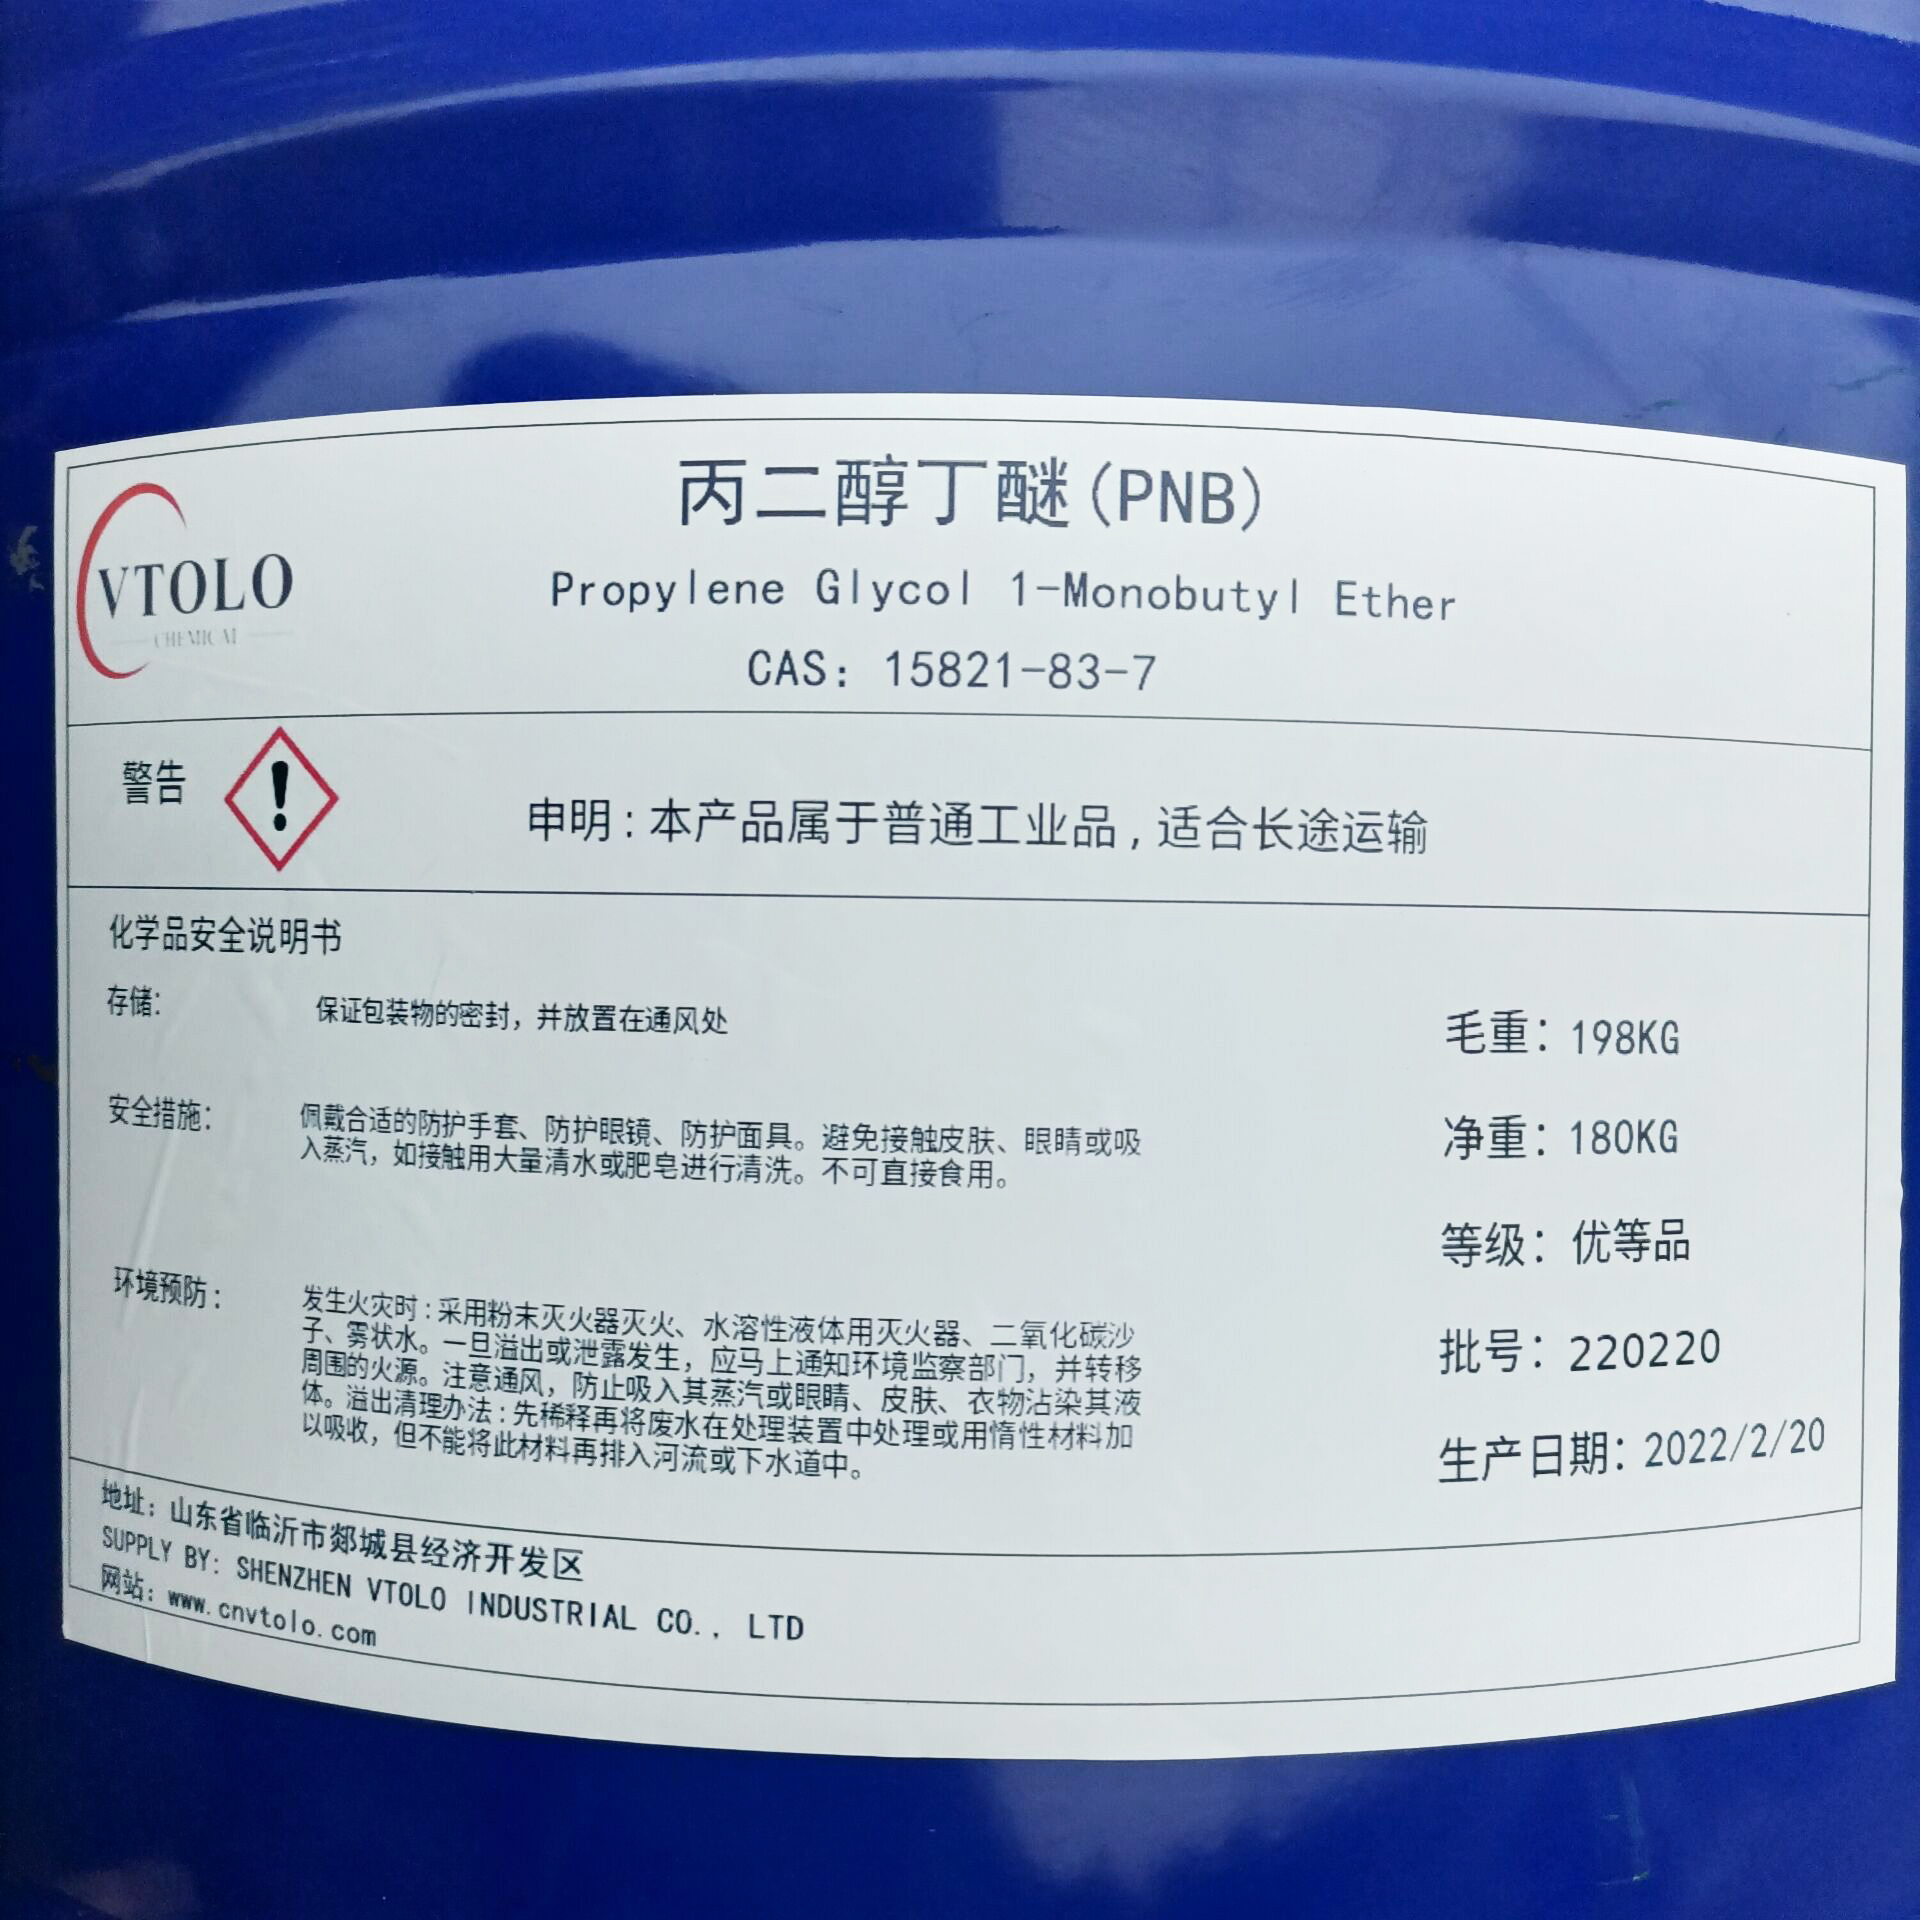 丙二醇丁醚(PNB)
VTOLO
CHEMICAL
Propylene Glycol 1-Monobutyl Ether
CAS: 15821-83-7
警告
!
申明:本产品属于普通工业品,适合长途运输
化学品安全说明书
存储: 保证包装物的密封，并放置在通风处
安全措施: 佩戴合适的防护手套、防护眼镜、防护面具。避免接触皮肤、眼睛或吸
入蒸汽，如接触用大量清水或肥皂进行清洗。不可直接食用。
环境预防: 发生火灾时:采用粉末灭火器灭火、水溶性液体用灭火器、二氧化碳沙
子、雾状水。一旦溢出或泄露发生，应马上通知环境监察部门，并转移
周围的火源。注意通风，防止吸入其蒸汽或眼睛、皮肤、衣物沾染其液
体。溢出清理办法:先稀释再将废水在处理装置中处理或用惰性材料加
以吸收，但不能将此材料再排入河流或下水道中。
毛重: 198KG
净重: 180KG
等级: 优等品
批号: 220220
生产日期: 2022/2/20
地址: 山东省临沂市郯城县经济开发区
SUPPLY BY: SHENZHEN VTOLO INDUSTRIAL CO., LTD
网站: www.cnvtolo.com